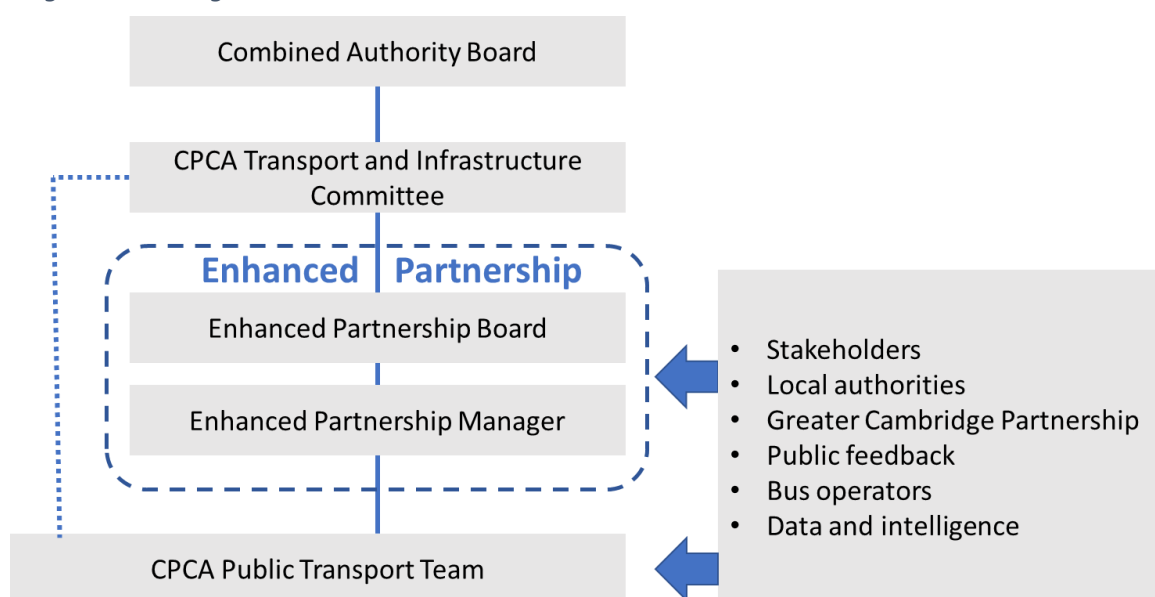 Combined Authority Board
CPCA Transport and Infrastructure
Committee
Enhanced Partnership
Enhanced Partnership Board
Enhanced Partnership Manager
CPCA Public Transport Team
• Stakeholders
• Local authorities
• Greater Cambridge Partnership
• Public feedback
• Bus operators
• Data and intelligence